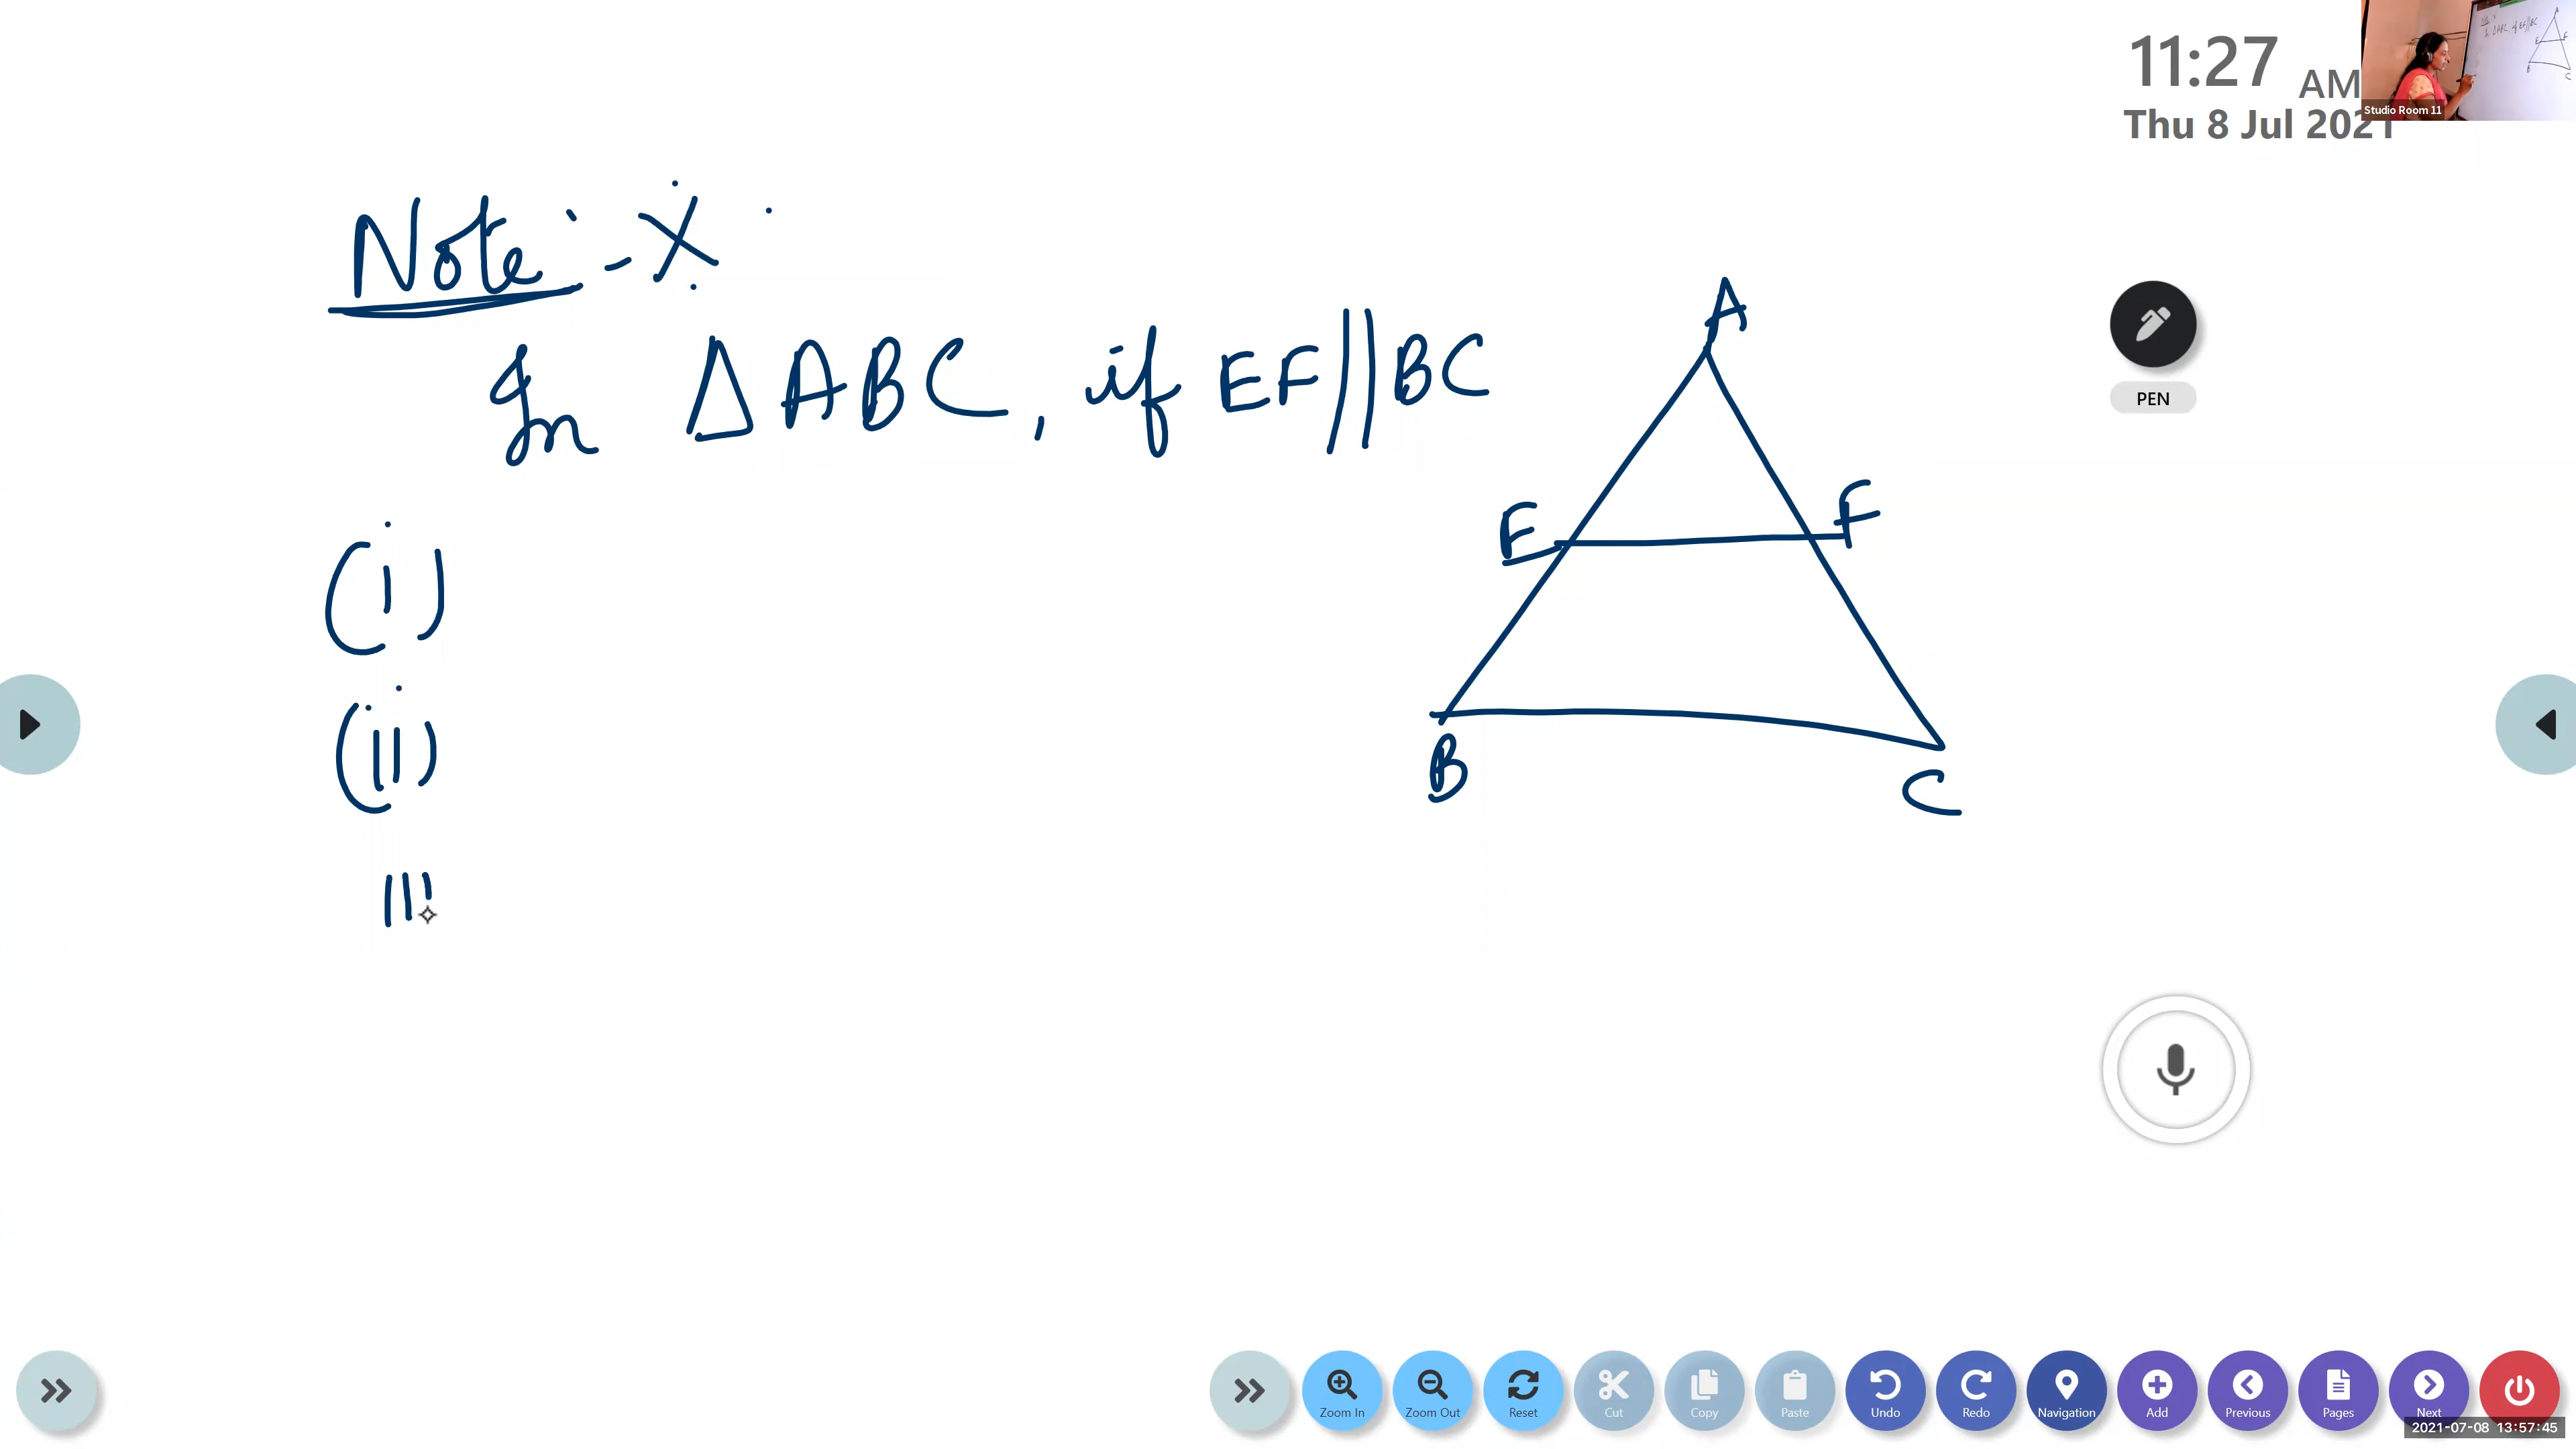 11:27 AM
Thu 8 Jul 2021
Studio Room 11
Note :- X
In ΔABC, if EF||BC
A
E F
B C
PEN
(i)
(ii)
iii
Zoom In Zoom Out Reset Cut Copy Paste Undo Redo Navigation Add Previous Pages Next
2021-07-08 13:57:45